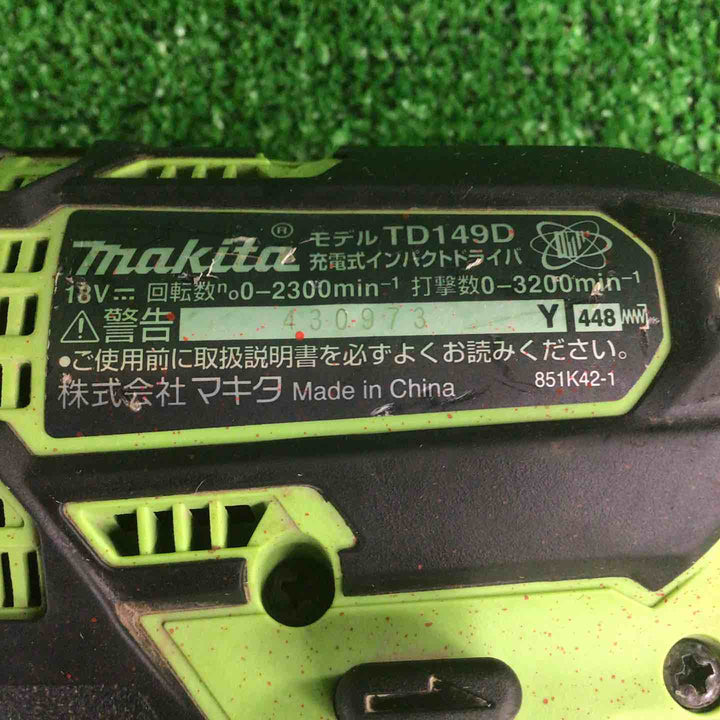 makita® モデル TD149D
充電式インパクトドライバ
18V⎓ 回転数n₀0-2300min⁻¹ 打撃数0-3200min⁻¹
⚠警告 430973 Y 448
●ご使用前に取扱説明書を必ずよくお読みください。
株式会社 マキタ Made in China 851K42-1